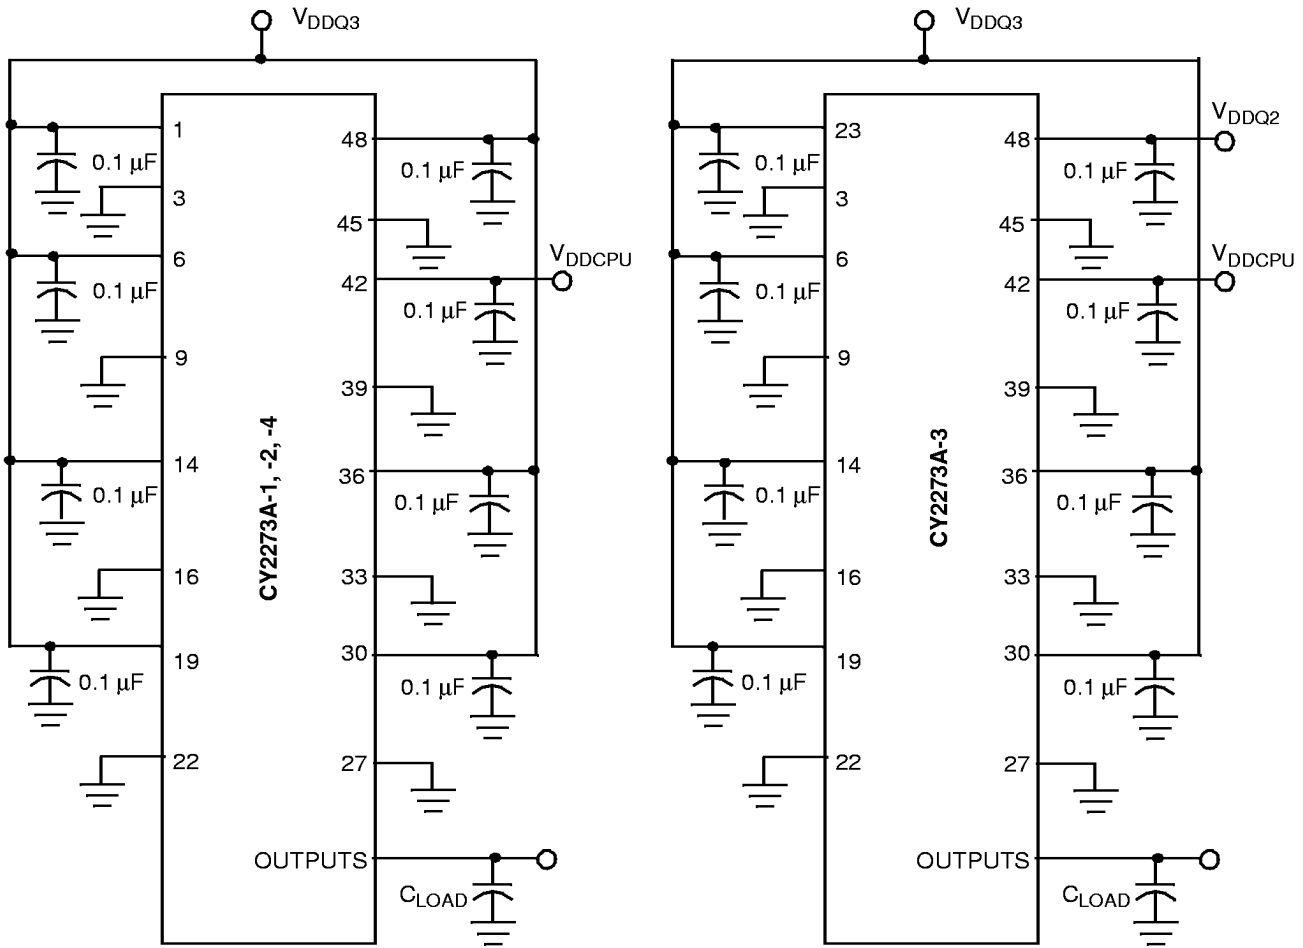 VDDQ3
1
0.1 µF
3
6
0.1 µF
9
14
0.1 µF
16
19
0.1 µF
22
CY2273A-1, -2, -4
48
0.1 µF
45
VDDCPU
42
0.1 µF
39
36
0.1 µF
33
30
0.1 µF
27
OUTPUTS
CLOAD
VDDQ3
23
0.1 µF
3
6
0.1 µF
9
14
0.1 µF
16
19
0.1 µF
22
CY2273A-3
VDDQ2
48
0.1 µF
45
VDDCPU
42
0.1 µF
39
36
0.1 µF
33
30
0.1 µF
27
OUTPUTS
CLOAD